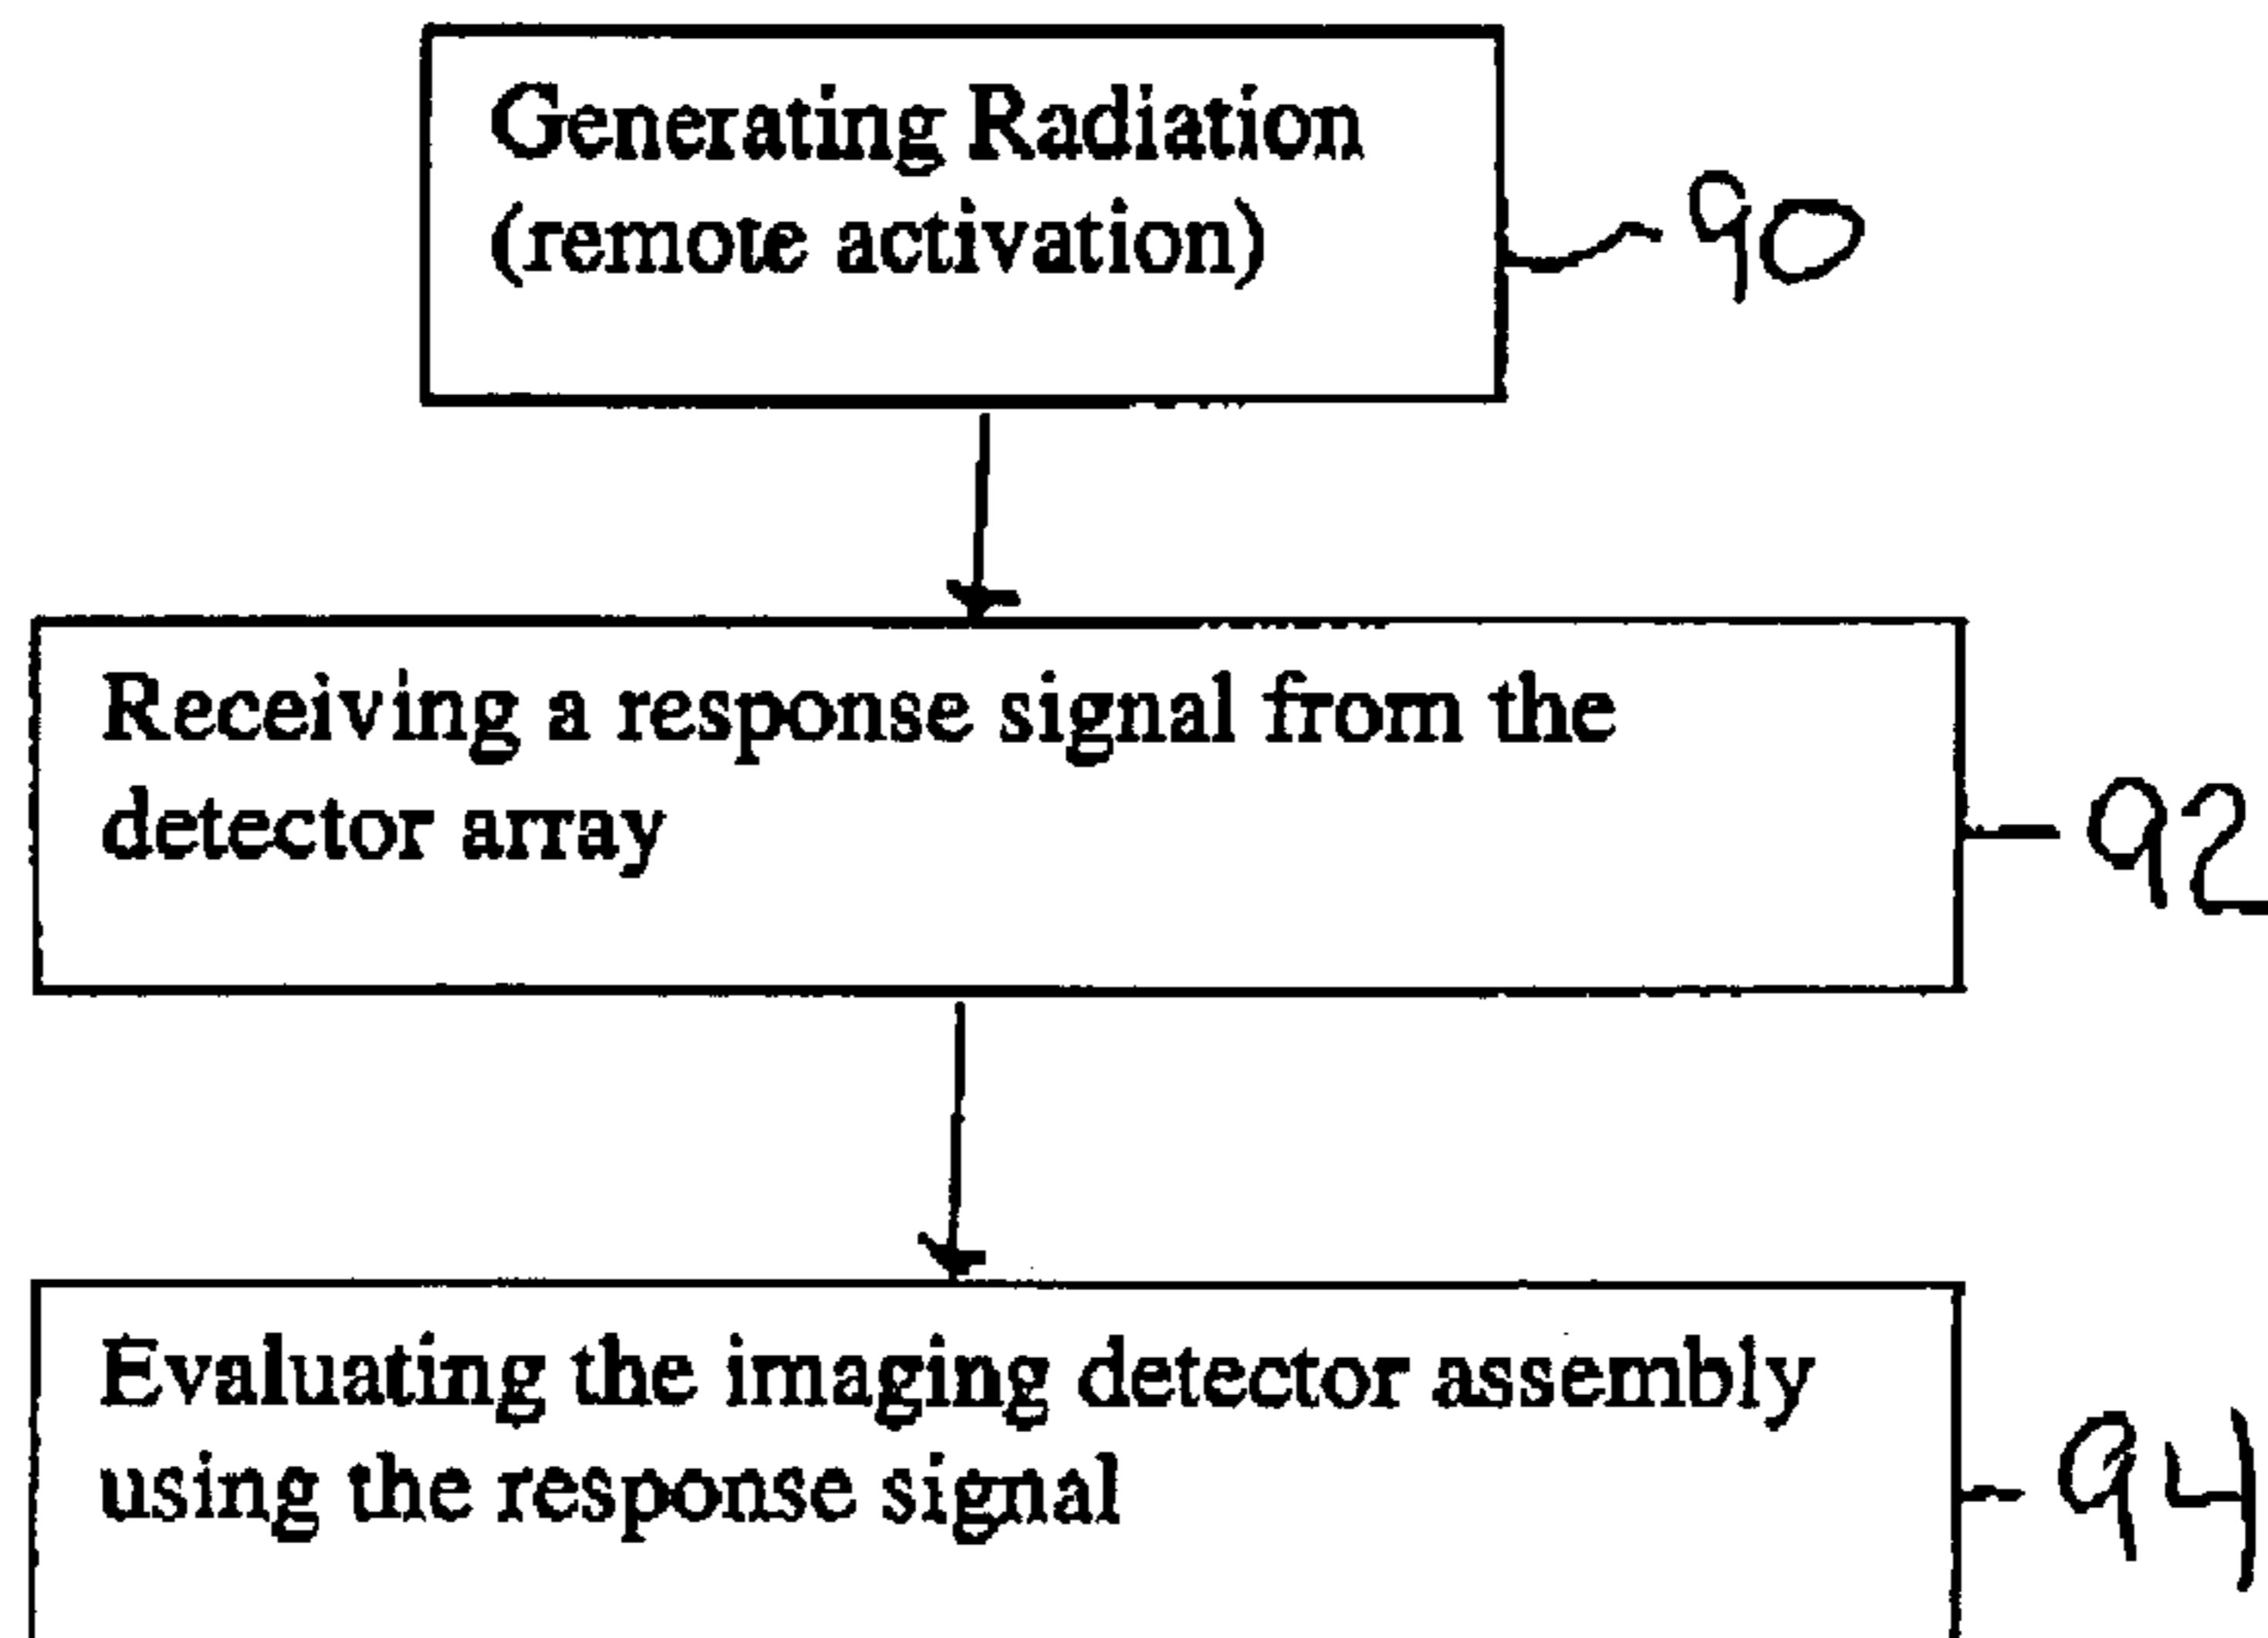 Generating Radiation
(remote activation)
90
Receiving a response signal from the
detector array
92
Evaluating the imaging detector assembly
using the response signal
94